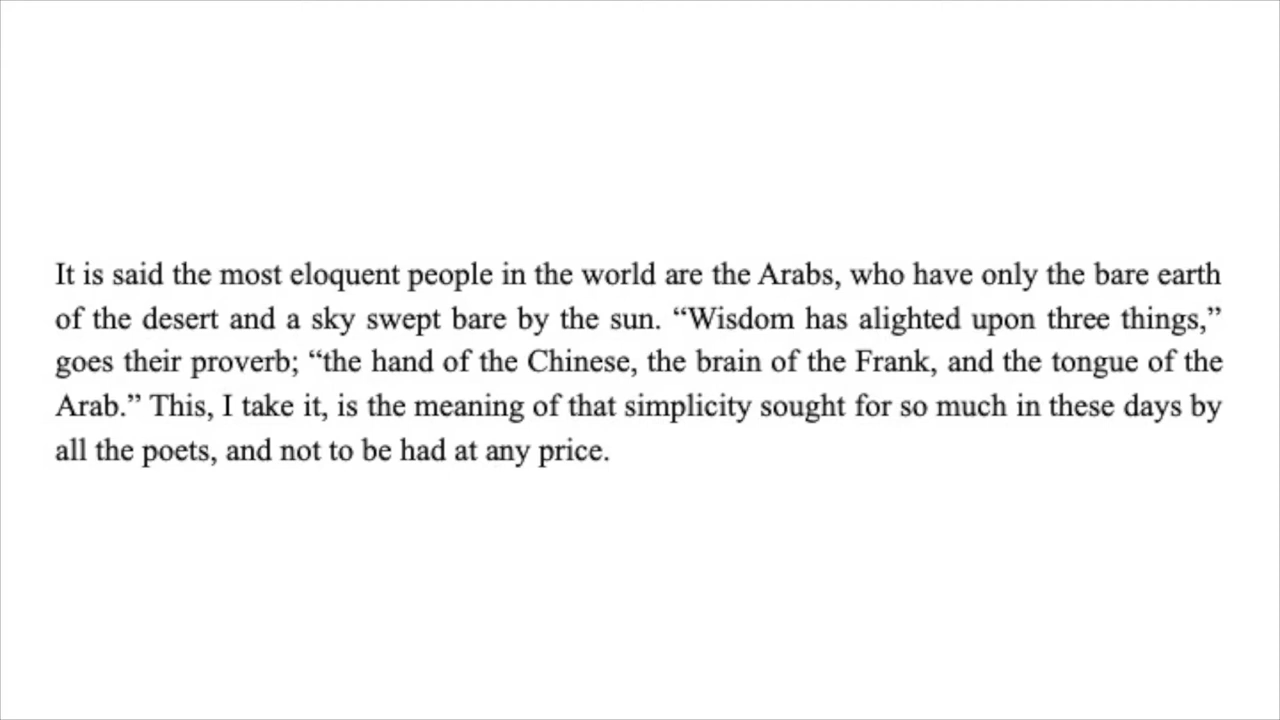 It is said the most eloquent people in the world are the Arabs, who have only the bare earth
of the desert and a sky swept bare by the sun. “Wisdom has alighted upon three things,”
goes their proverb; “the hand of the Chinese, the brain of the Frank, and the tongue of the
Arab.” This, I take it, is the meaning of that simplicity sought for so much in these days by
all the poets, and not to be had at any price.